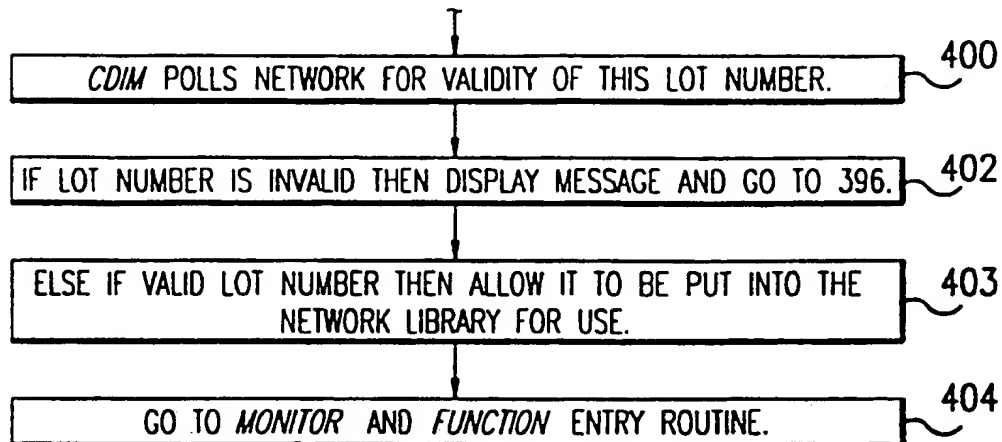 CDIM POLLS NETWORK FOR VALIDITY OF THIS LOT NUMBER.
400
IF LOT NUMBER IS INVALID THEN DISPLAY MESSAGE AND GO TO 396.
402
ELSE IF VALID LOT NUMBER THEN ALLOW IT TO BE PUT INTO THE
NETWORK LIBRARY FOR USE.
403
GO TO MONITOR AND FUNCTION ENTRY ROUTINE.
404